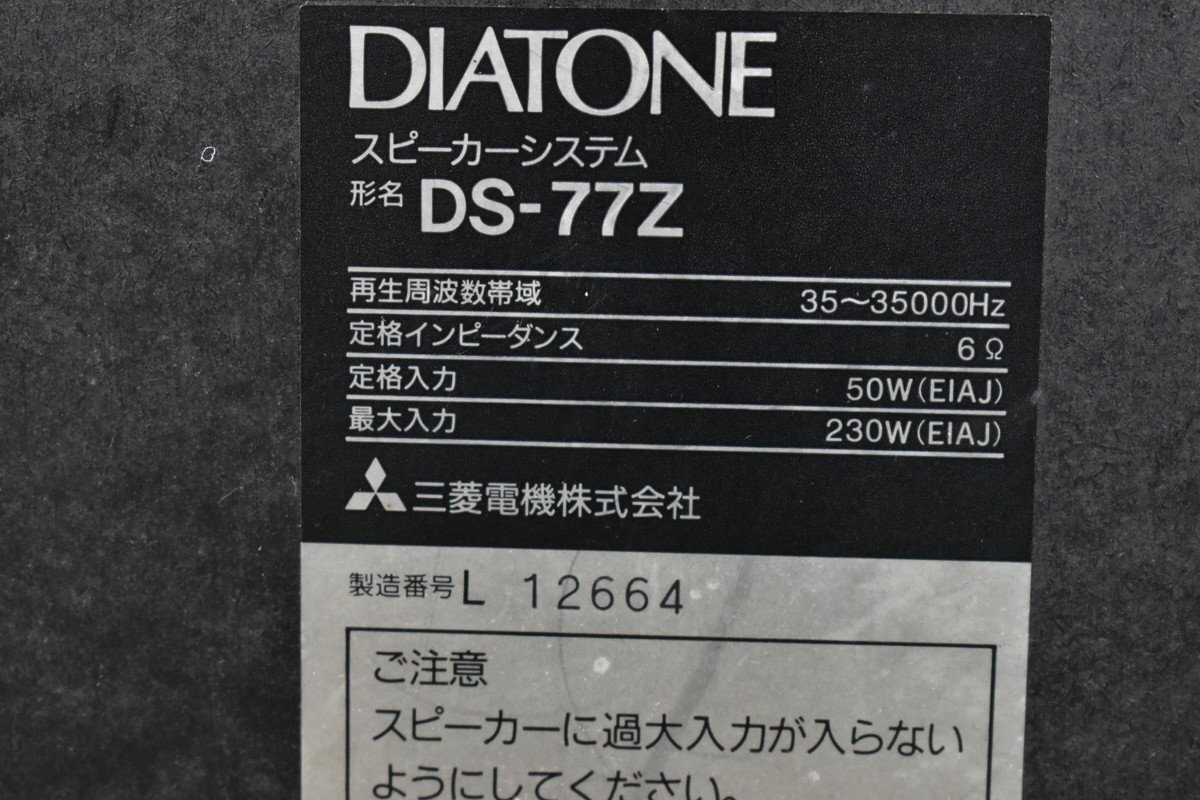 DIATONE
スピーカーシステム
形名 DS-77Z
再生周波数帯域 35〜35000Hz
定格インピーダンス 6Ω
定格入力 50W(EIAJ)
最大入力 230W(EIAJ)
三菱電機株式会社
製造番号 L 12664
ご注意
スピーカーに過大入力が入らない
ようにしてください。